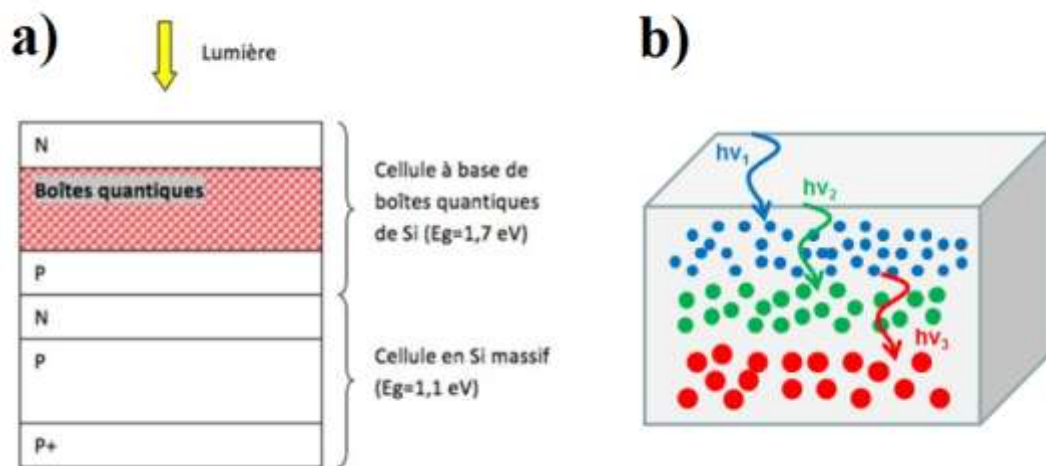 a)
Lumière
N
Boîtes quantiques
P
N
P
P+
Cellule à base de
boîtes quantiques
de Si (Eg=1,7 eV)
Cellule en Si massif
(Eg=1,1 eV)
b)
hν₁
hν₂
hν₃